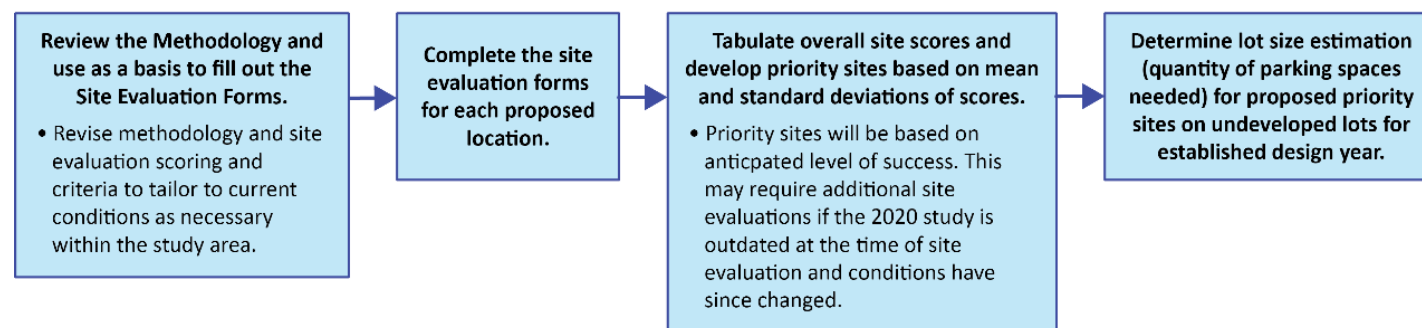 Review the Methodology and
use as a basis to fill out the
Site Evaluation Forms.
• Revise methodology and site
evaluation scoring and
criteria to tailor to current
conditions as necessary
within the study area.
Complete the site
evaluation forms
for each proposed
location.
Tabulate overall site scores and
develop priority sites based on mean
and standard deviations of scores.
• Priority sites will be based on
anticpated level of success. This
may require additional site
evaluations if the 2020 study is
outdated at the time of site
evaluation and conditions have
since changed.
Determine lot size estimation
(quantity of parking spaces
needed) for proposed priority
sites on undeveloped lots for
established design year.